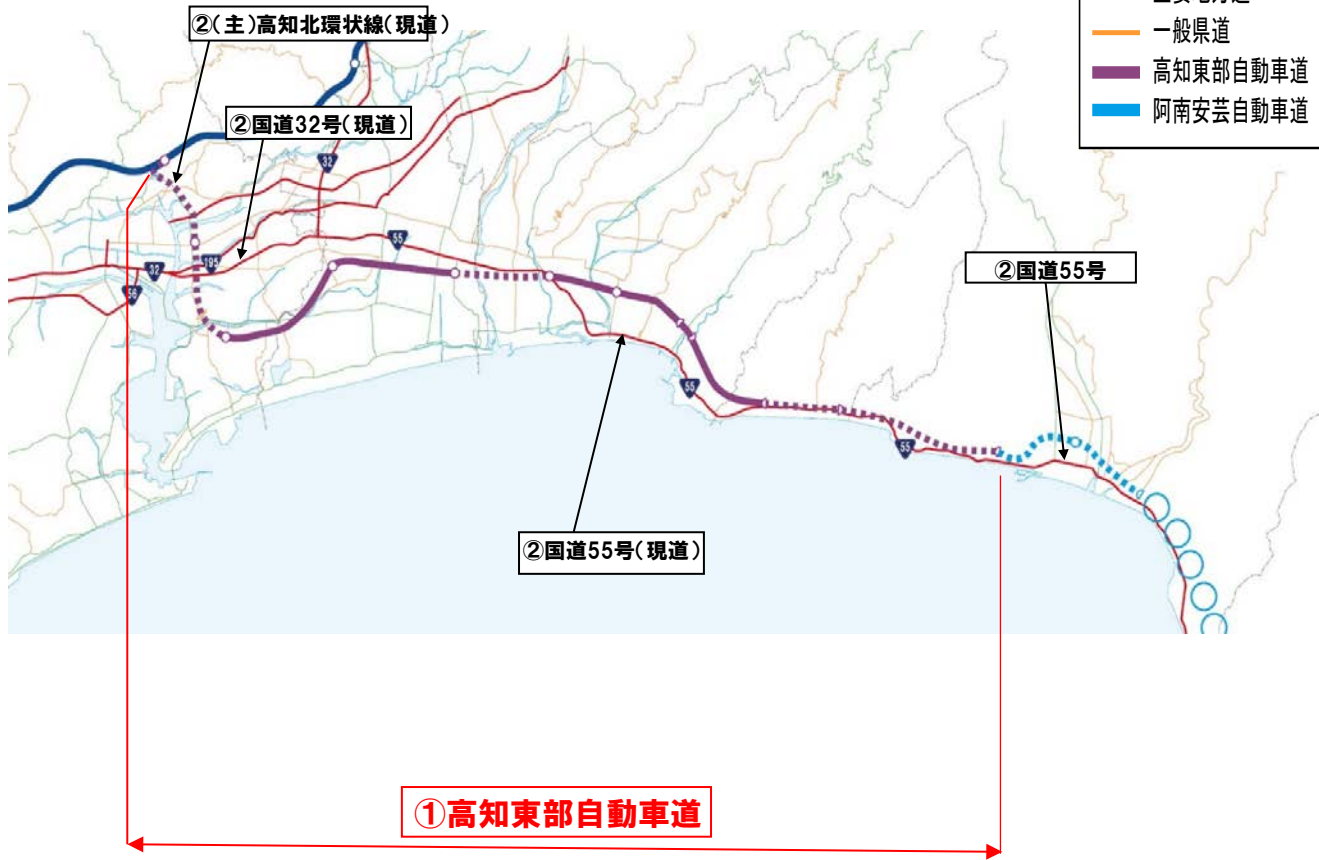 ②(主)高知北環状線(現道)
一般県道
高知東部自動車道
阿南安芸自動車道
②国道32号(現道)
32
55
②国道55号
195
32
56
55
55
②国道55号(現道)
①高知東部自動車道